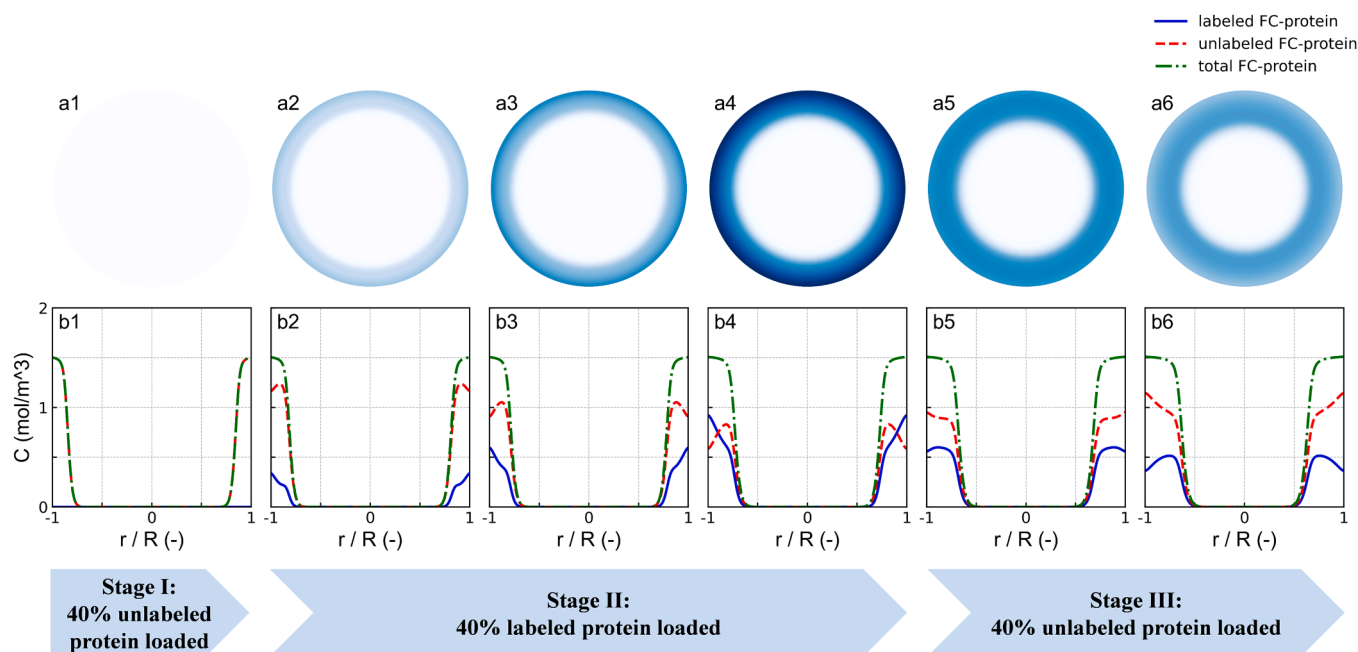 labeled FC-protein
unlabeled FC-protein
total FC-protein
a1 a2 a3 a4 a5 a6
2 b1 b2 b3 b4 b5 b6
1
0
-1 0 1 -1 0 1 -1 0 1 -1 0 1 -1 0 1 -1 0 1
C (mol/m^3)
r / R (-) r / R (-) r / R (-) r / R (-) r / R (-) r / R (-)
Stage I:
40% unlabeled
protein loaded
Stage II:
40% labeled protein loaded
Stage III:
40% unlabeled protein loaded